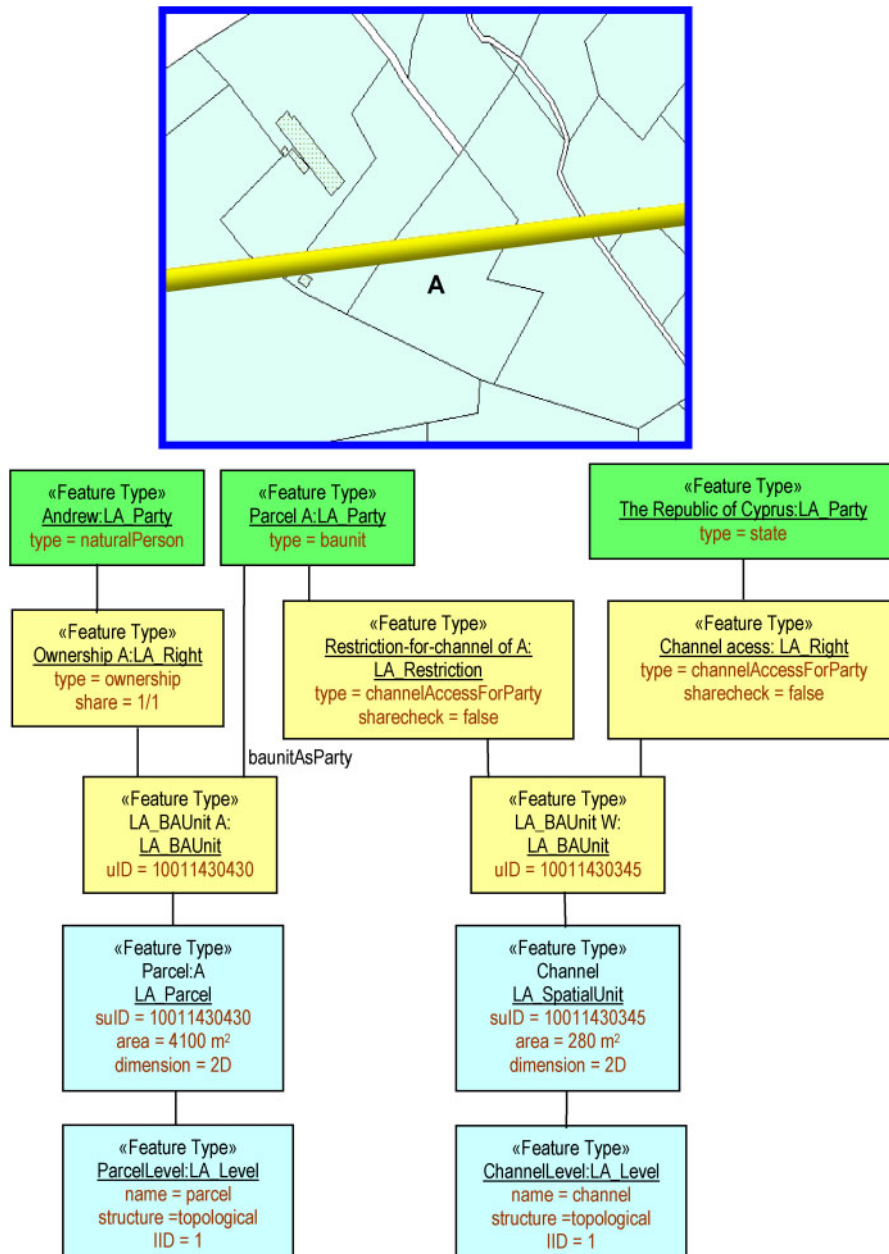 A
«Feature Type»
Andrew:LA_Party
type = naturalPerson
«Feature Type»
Parcel A:LA_Party
type = baunit
«Feature Type»
The Republic of Cyprus:LA_Party
type = state
«Feature Type»
Ownership A:LA_Right
type = ownership
share = 1/1
«Feature Type»
Restriction-for-channel of A:
LA_Restriction
type = channelAccessForParty
sharecheck = false
«Feature Type»
Channel acess: LA_Right
type = channelAccessForParty
sharecheck = false
baunitAsParty
«Feature Type»
LA_BAUnit A:
LA_BAUnit
uID = 10011430430
«Feature Type»
LA_BAUnit W:
LA_BAUnit
uID = 10011430345
«Feature Type»
Parcel:A
LA_Parcel
suID = 10011430430
area = 4100 m²
dimension = 2D
«Feature Type»
Channel
LA_SpatialUnit
suID = 10011430345
area = 280 m²
dimension = 2D
«Feature Type»
ParcelLevel:LA_Level
name = parcel
structure =topological
lID = 1
«Feature Type»
ChannelLevel:LA_Level
name = channel
structure =topological
lID = 1